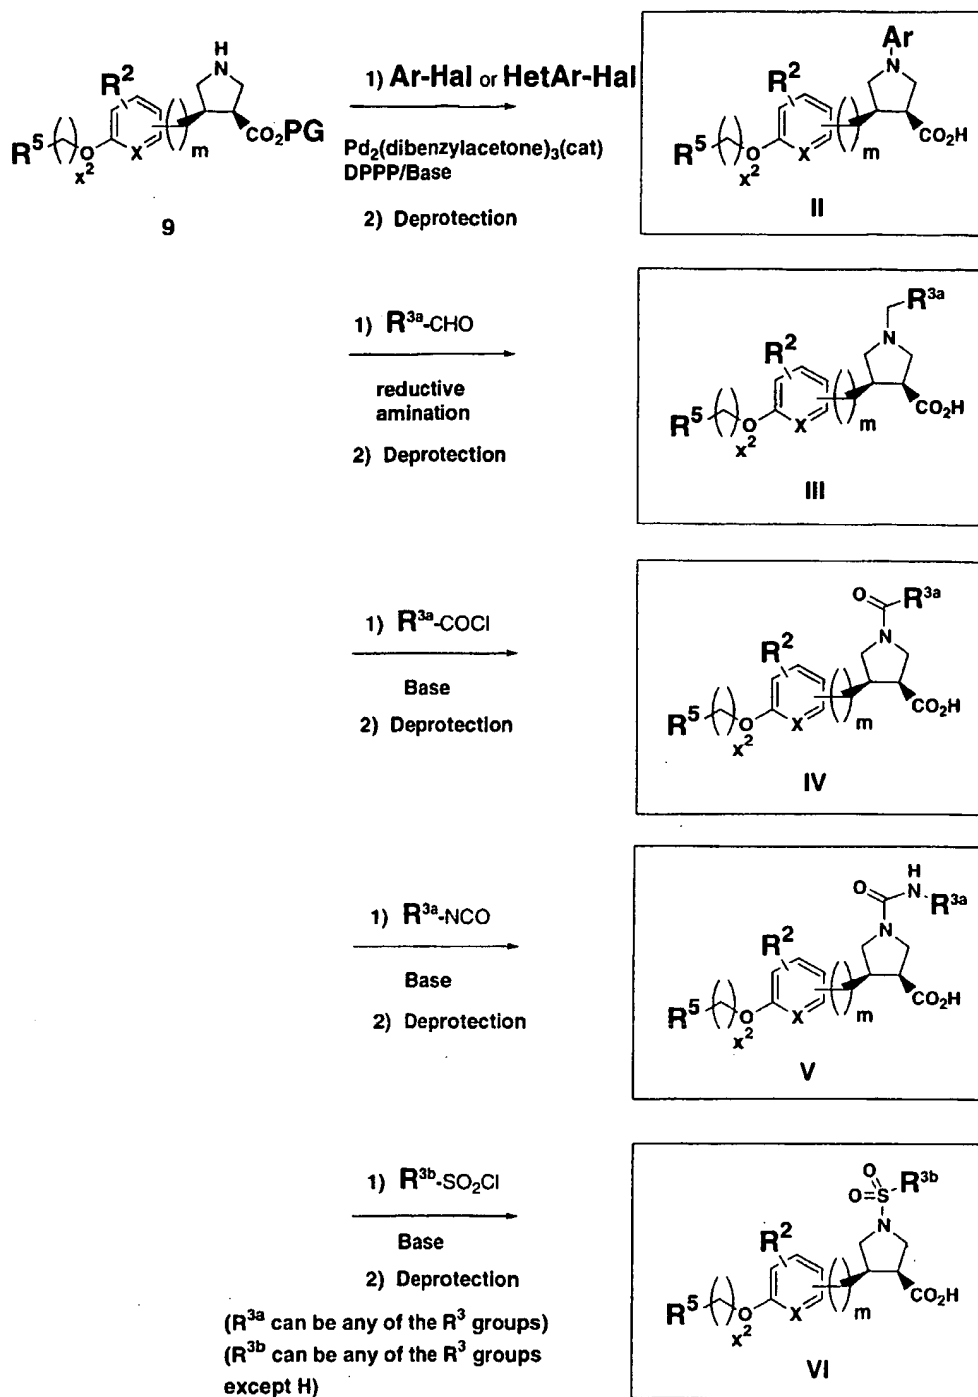 H
N
R²
CO₂PG
R⁵
( )
x²
O
X
( )
m
9
1) Ar-Hal or HetAr-Hal
Pd₂(dibenzylacetone)₃(cat)
DPPP/Base
2) Deprotection
Ar
N
R²
CO₂H
R⁵
( )
x²
O
X
( )
m
II
1) R³ᵃ-CHO
reductive
amination
2) Deprotection
R³ᵃ
N
R²
CO₂H
R⁵
( )
x²
O
X
( )
m
III
1) R³ᵃ-COCl
Base
2) Deprotection
O
R³ᵃ
N
R²
CO₂H
R⁵
( )
x²
O
X
( )
m
IV
1) R³ᵃ-NCO
Base
2) Deprotection
H
O
N
R³ᵃ
N
R²
CO₂H
R⁵
( )
x²
O
X
( )
m
V
1) R³ᵇ-SO₂Cl
Base
2) Deprotection
(R³ᵃ can be any of the R³ groups)
(R³ᵇ can be any of the R³ groups
except H)
O
O=S-R³ᵇ
N
R²
CO₂H
R⁵
( )
x²
O
X
( )
m
VI